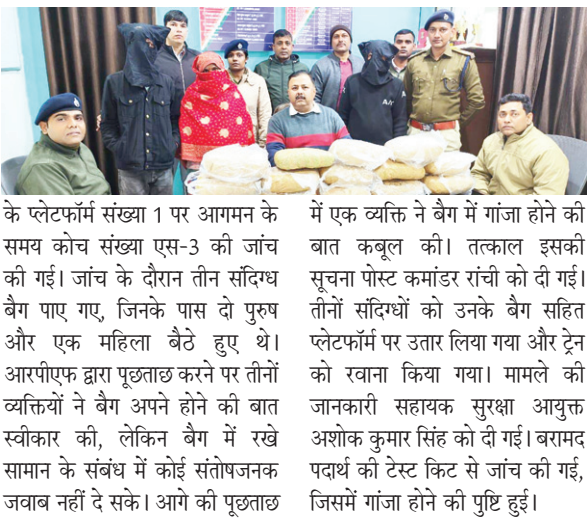 के प्लेटफॉर्म संख्या 1 पर आगमन के
समय कोच संख्या एस-3 की जांच
की गई। जांच के दौरान तीन संदिग्ध
बैग पाए गए, जिनके पास दो पुरुष
और एक महिला बैठे हुए थे।
आरपीएफ द्वारा पूछताछ करने पर तीनों
व्यक्तियों ने बैग अपने होने की बात
स्वीकार की, लेकिन बैग में रखे
सामान के संबंध में कोई संतोषजनक
जवाब नहीं दे सके। आगे की पूछताछ
में एक व्यक्ति ने बैग में गांजा होने की
बात कबूल की। तत्काल इसकी
सूचना पोस्ट कमांडर रांची को दी गई।
तीनों संदिग्धों को उनके बैग सहित
प्लेटफॉर्म पर उतार लिया गया और ट्रेन
को रवाना किया गया। मामले की
जानकारी सहायक सुरक्षा आयुक्त
अशोक कुमार सिंह को दी गई। बरामद
पदार्थ की टेस्ट किट से जांच की गई,
जिसमें गांजा होने की पुष्टि हुई।